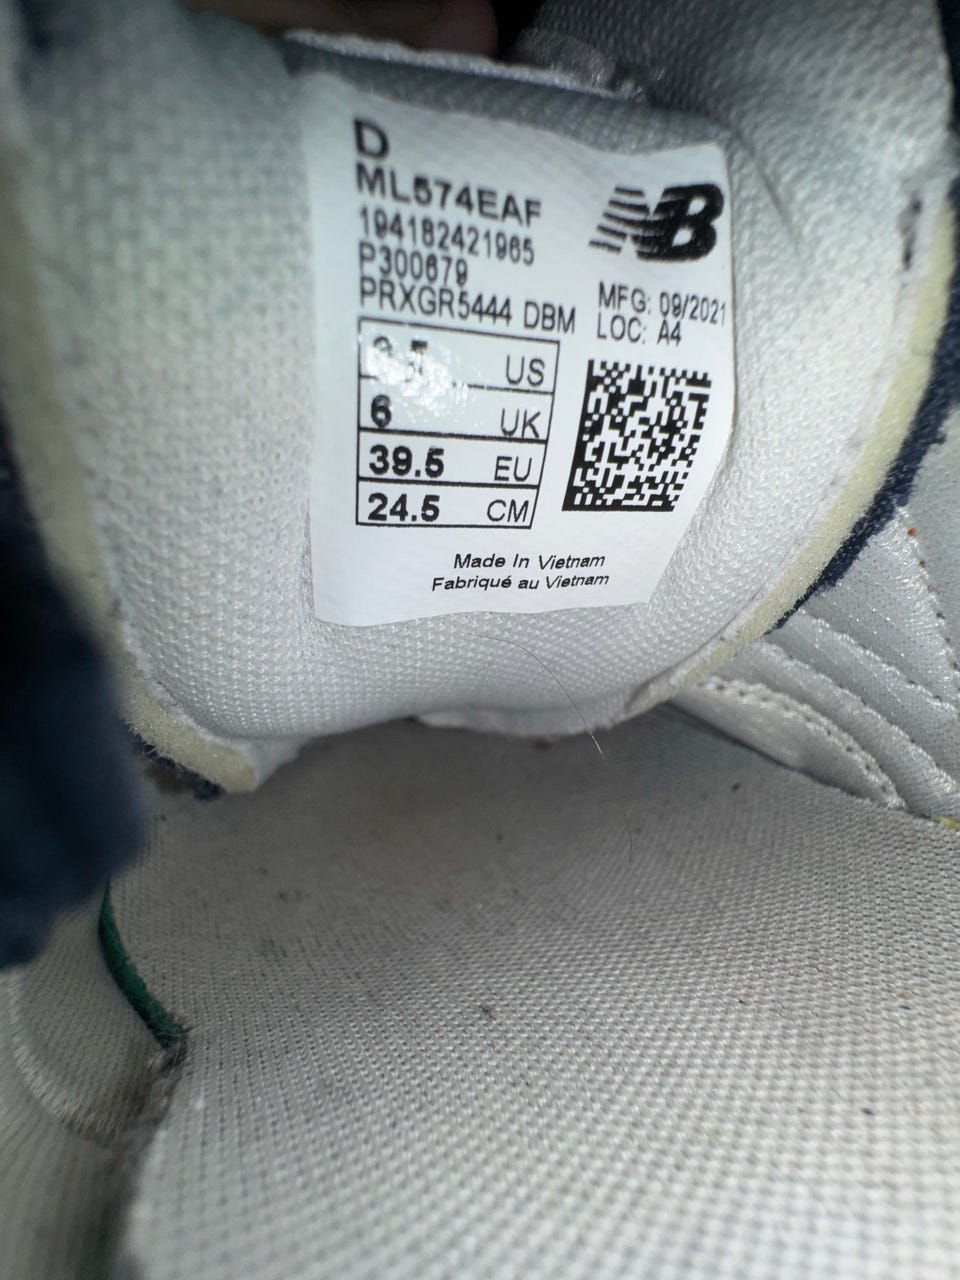 D
ML574EAF
194182421965
P300679
PRXGR5444 DBM
NB
MFG: 09/2021
LOC: A4
US
6 UK
39.5 EU
24.5 CM
Made In Vietnam
Fabriqué au Vietnam